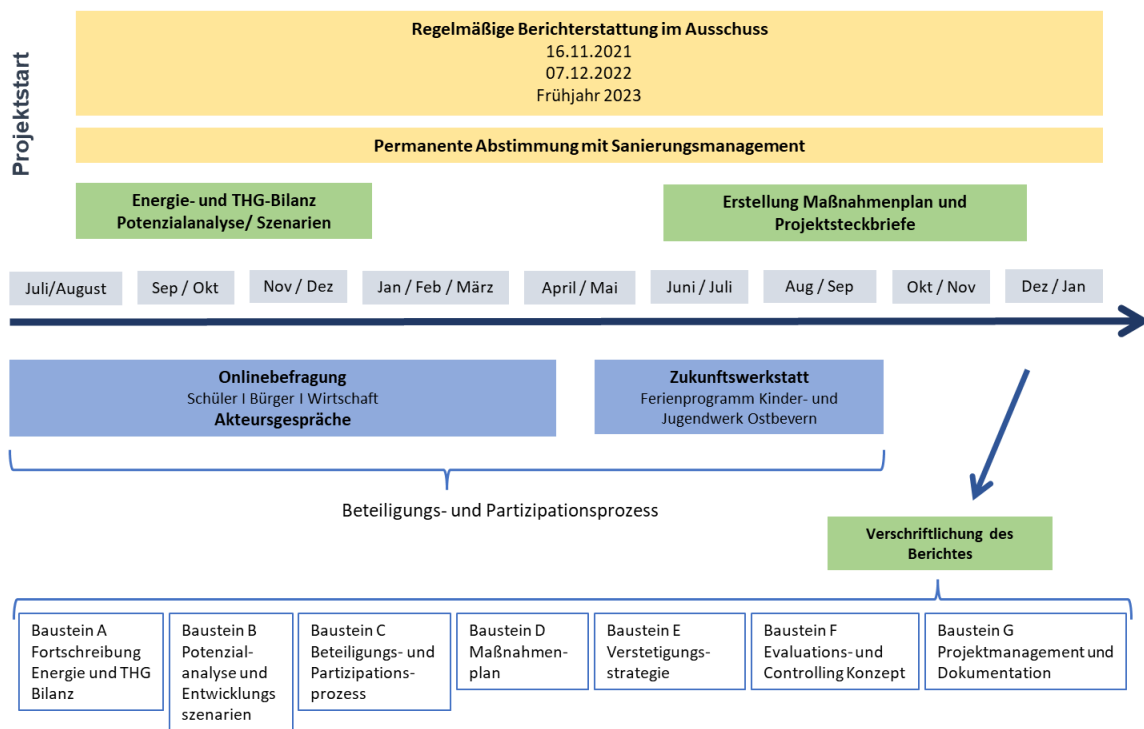 Projektstart
Regelmäßige Berichterstattung im Ausschuss
16.11.2021
07.12.2022
Frühjahr 2023
Permanente Abstimmung mit Sanierungsmanagement
Energie- und THG-Bilanz
Potenzialanalyse/ Szenarien
Erstellung Maßnahmenplan und
Projektsteckbriefe
Juli/August
Sep / Okt
Nov / Dez
Jan / Feb / März
April / Mai
Juni / Juli
Aug / Sep
Okt / Nov
Dez / Jan
Onlinebefragung
Schüler I Bürger I Wirtschaft
Akteursgespräche
Zukunftswerkstatt
Ferienprogramm Kinder- und
Jugendwerk Ostbevern
Beteiligungs- und Partizipationsprozess
Verschriftlichung des
Berichtes
Baustein A
Fortschreibung
Energie und THG
Bilanz
Baustein B
Potenzial-
analyse und
Entwicklungs
szenarien
Baustein C
Beteiligungs- und
Partizipations-
prozess
Baustein D
Maßnahmen-
plan
Baustein E
Verstetigungs-
strategie
Baustein F
Evaluations- und
Controlling Konzept
Baustein G
Projektmanagement und
Dokumentation